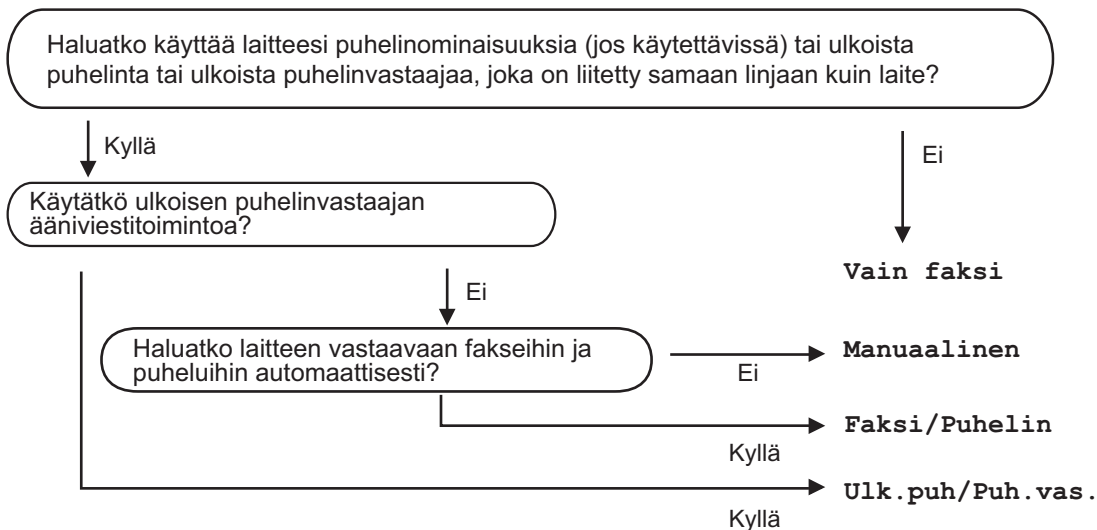 Haluatko käyttää laitteesi puhelinominaisuuksia (jos käytettävissä) tai ulkoista
puhelinta tai ulkoista puhelinvastaajaa, joka on liitetty samaan linjaan kuin laite?
Kyllä
Ei
Käytätkö ulkoisen puhelinvastaajan
ääniviestitoimintoa?
Vain faksi
Ei
Haluatko laitteen vastaavaan fakseihin ja
puheluihin automaattisesti?
Manuaalinen
Ei
Faksi/Puhelin
Kyllä
Ulk.puh/Puh.vas.
Kyllä